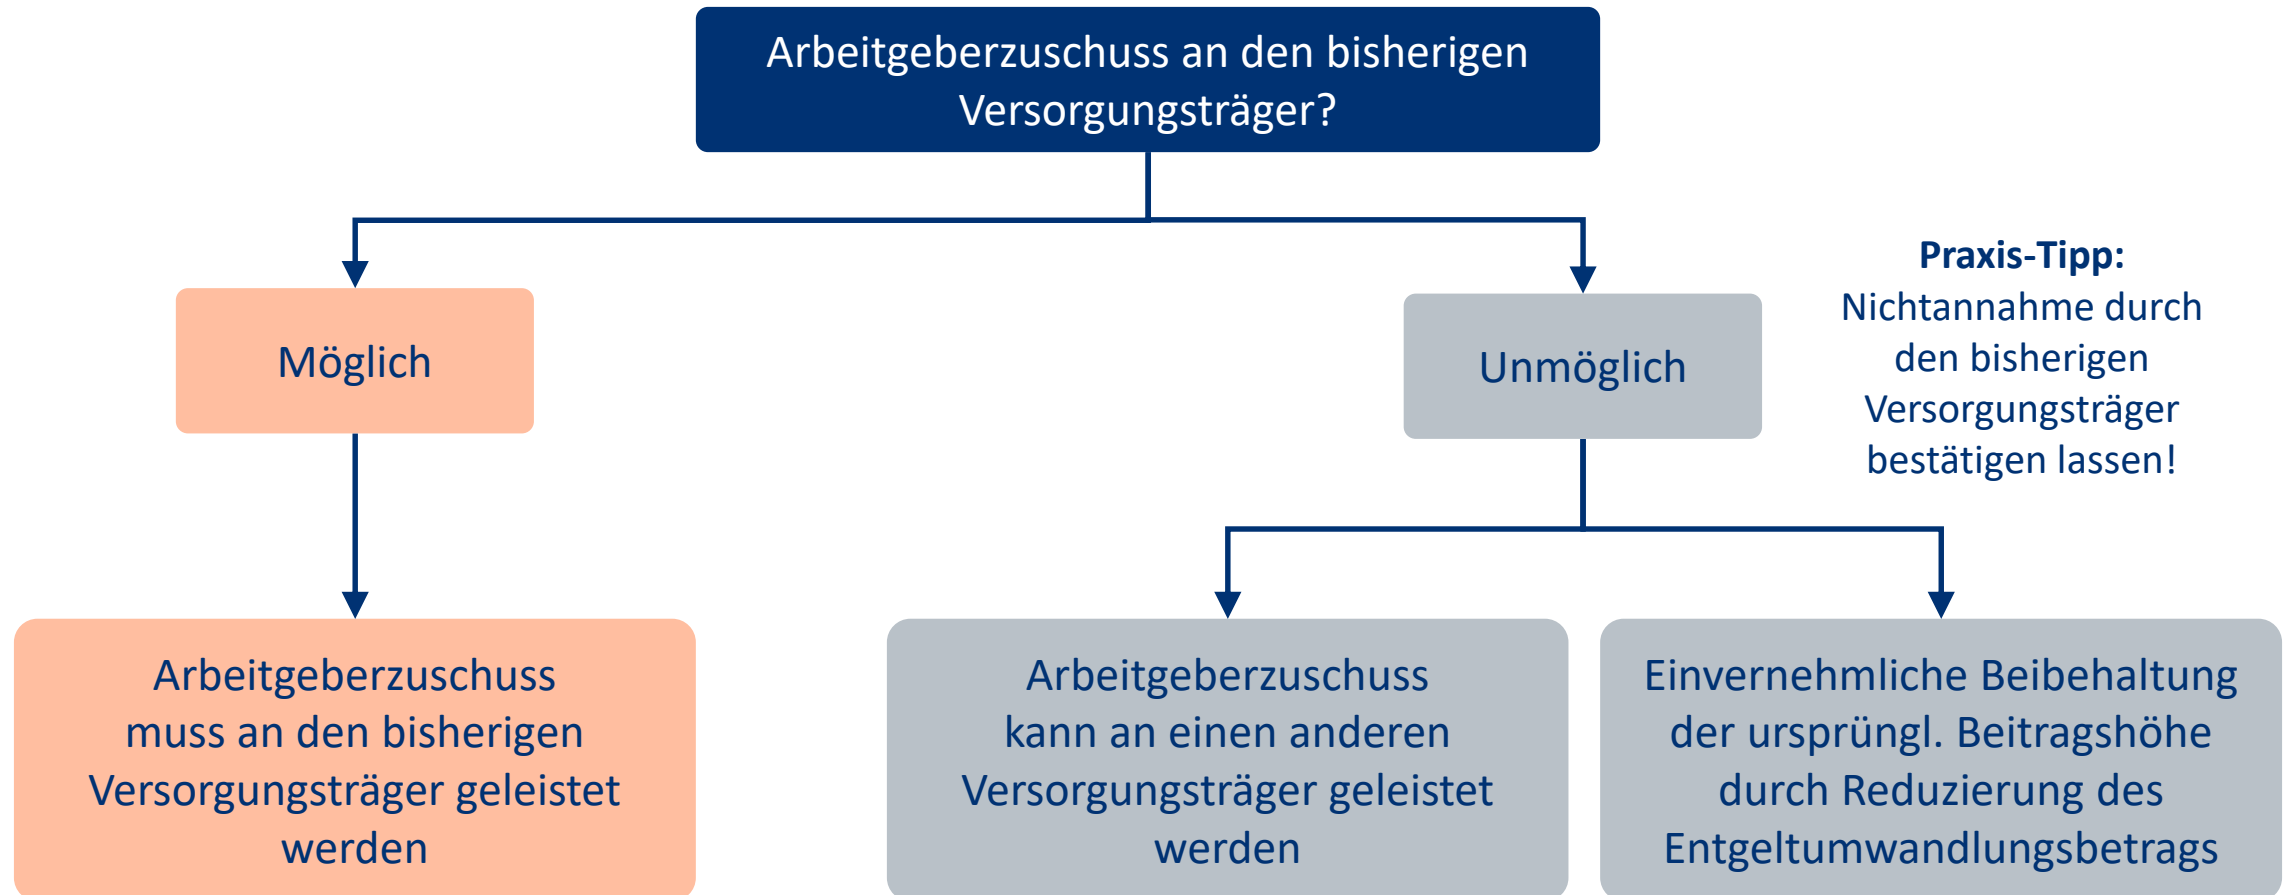 Arbeitgeberzuschuss an den bisherigen
Versorgungsträger?
Möglich
Unmöglich
Praxis-Tipp:
Nichtannahme durch
den bisherigen
Versorgungsträger
bestätigen lassen!
Arbeitgeberzuschuss
muss an den bisherigen
Versorgungsträger geleistet
werden
Arbeitgeberzuschuss
kann an einen anderen
Versorgungsträger geleistet
werden
Einvernehmliche Beibehaltung
der ursprüngl. Beitragshöhe
durch Reduzierung des
Entgeltumwandlungsbetrags